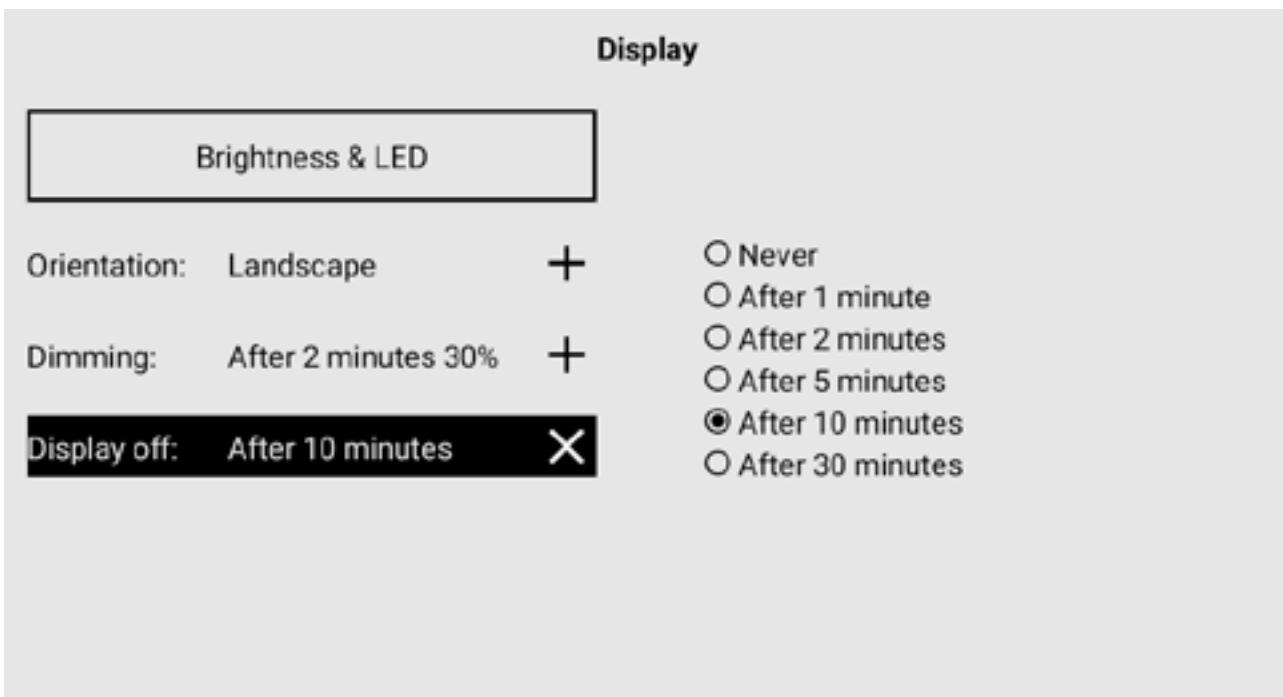 Display
Brightness & LED
Orientation: Landscape
Dimming: After 2 minutes 30%
Display off: After 10 minutes
Never
After 1 minute
After 2 minutes
After 5 minutes
After 10 minutes
After 30 minutes